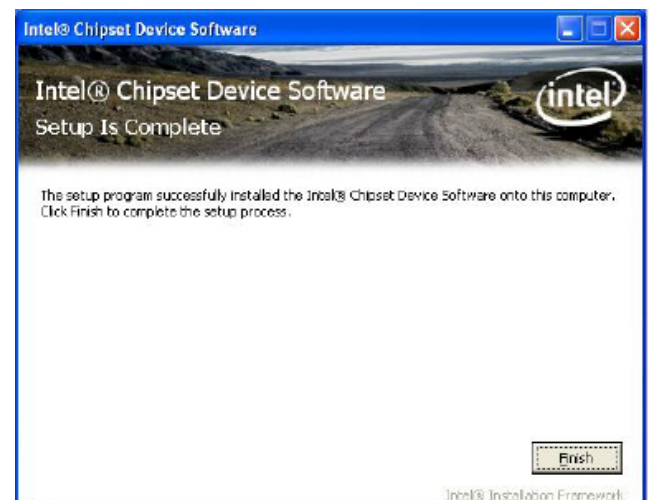 Intel® Chipset Device Software
Intel® Chipset Device Software
intel
Setup Is Complete
The setup program successfully installed the Intel® Chipset Device Software onto this computer.
Click Finish to complete the setup process.
Finish
Intel® Installation Framework